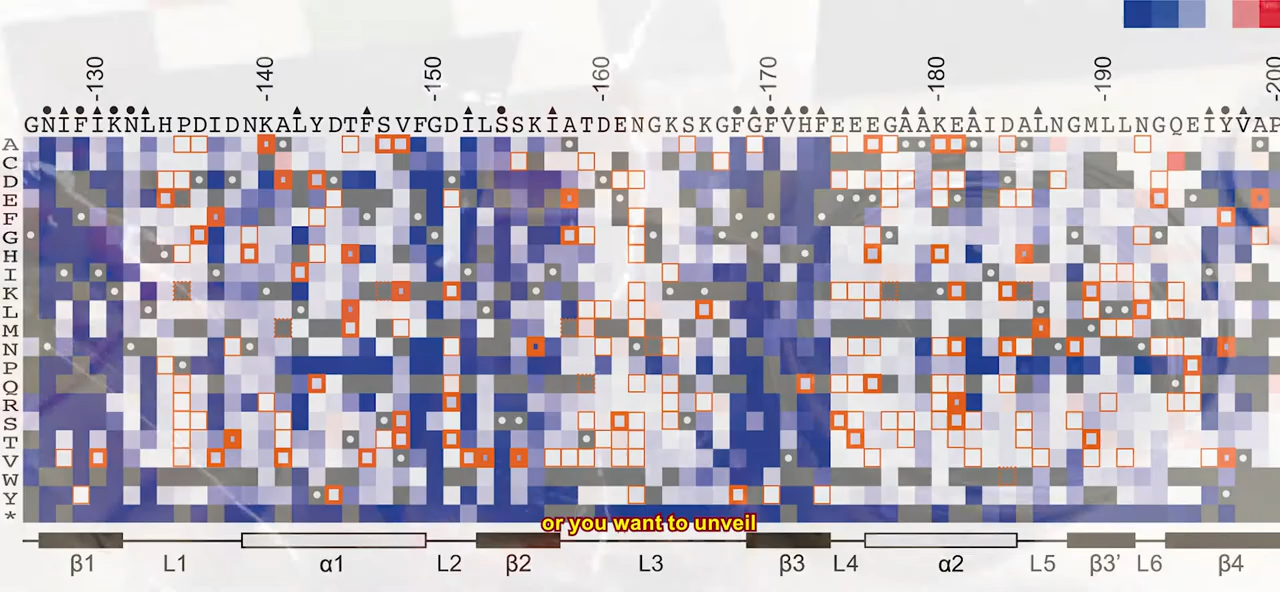 130
140
150
160
170
180
190
200
GNIFIKNLHPDIDNKALYDTFSVFGDILSSKIATDENGKSKGFGFVHFEEEGAAKEAIDALNGMLLNGQEIYVAP
A
C
D
E
F
G
H
I
K
L
M
N
P
Q
R
S
T
V
W
Y
*
or you want to unveil
β1 L1 α1 L2 β2 L3 β3 L4 α2 L5 β3’ L6 β4